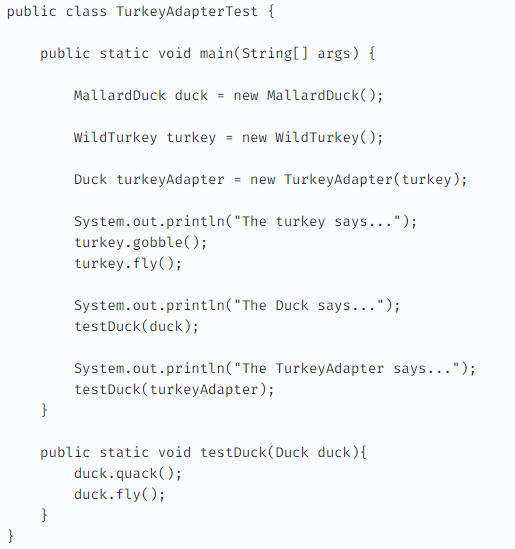 public class TurkeyAdapterTest {
public static void main(String[] args) {
MallardDuck duck = new MallardDuck();
WildTurkey turkey = new WildTurkey();
Duck turkeyAdapter = new TurkeyAdapter(turkey);
System.out.println("The turkey says...");
turkey.gobble();
turkey.fly();
System.out.println("The Duck says...");
testDuck(duck);
System.out.println("The TurkeyAdapter says...");
testDuck(turkeyAdapter);
}
public static void testDuck(Duck duck){
duck.quack();
duck.fly();
}
}